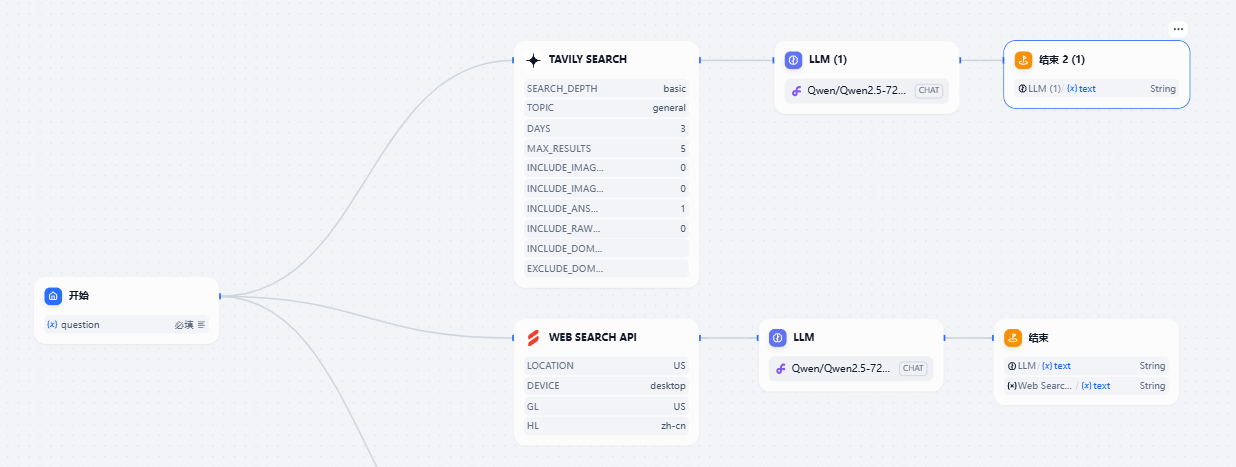 TAVILY SEARCH
SEARCH_DEPTH basic
TOPIC general
DAYS 3
MAX_RESULTS 5
INCLUDE_IMAG... 0
INCLUDE_IMAG... 0
INCLUDE_ANS... 1
INCLUDE_RAW... 0
INCLUDE_DOM...
EXCLUDE_DOM...
LLM (1)
Qwen/Qwen2.5-72... CHAT
结束 2 (1)
LLM (1) / {x} text String
开始
{x} question 必填
WEB SEARCH API
LOCATION US
DEVICE desktop
GL US
HL zh-cn
LLM
Qwen/Qwen2.5-72... CHAT
结束
LLM / {x} text String
Web Searc... / {x} text String